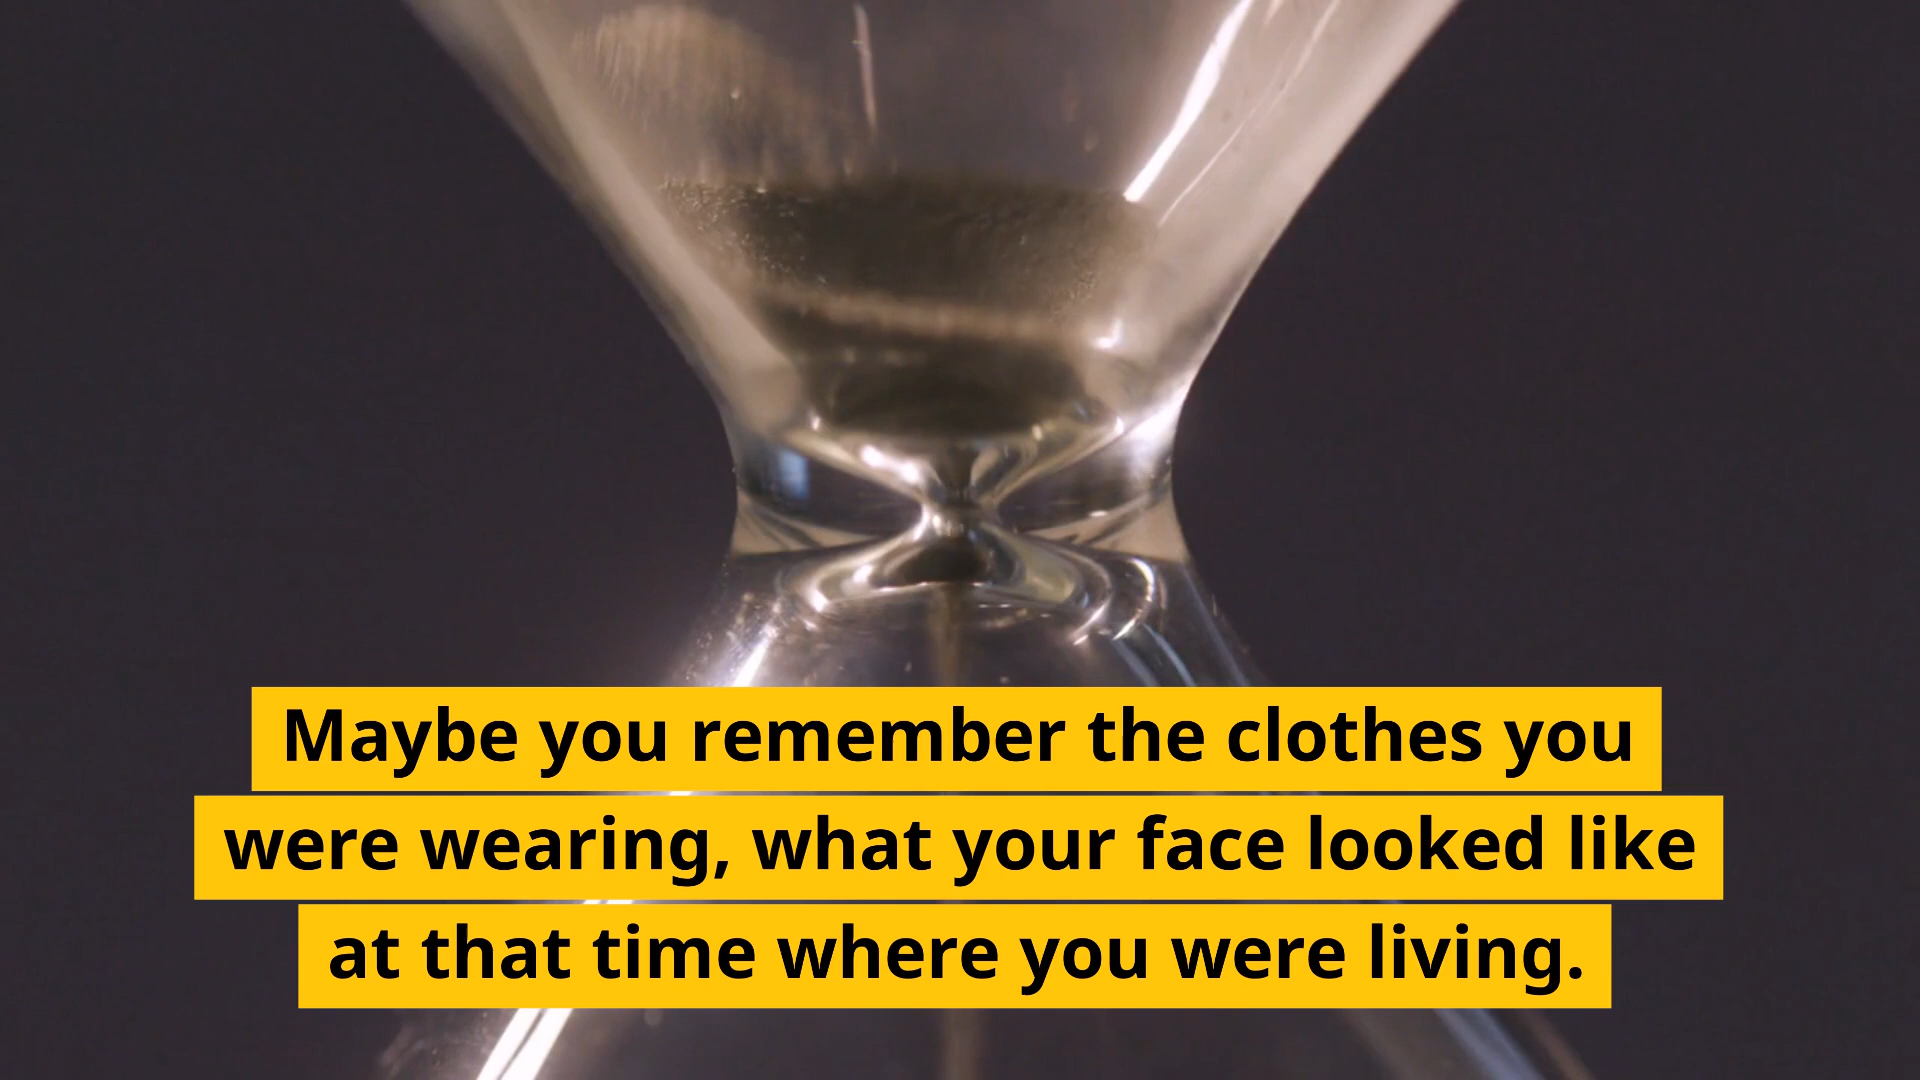 Maybe you remember the clothes you
were wearing, what your face looked like
at that time where you were living.